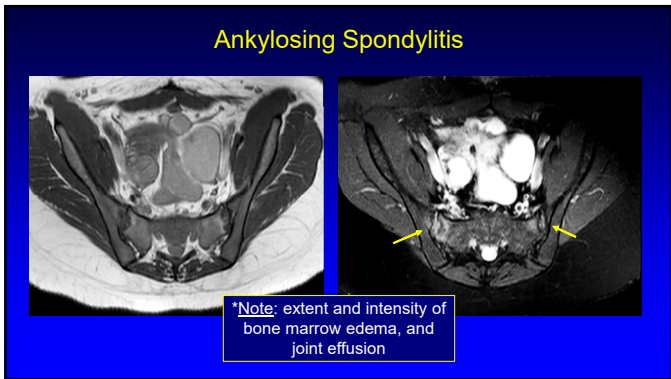 Ankylosing Spondylitis
*Note: extent and intensity of
bone marrow edema, and
joint effusion